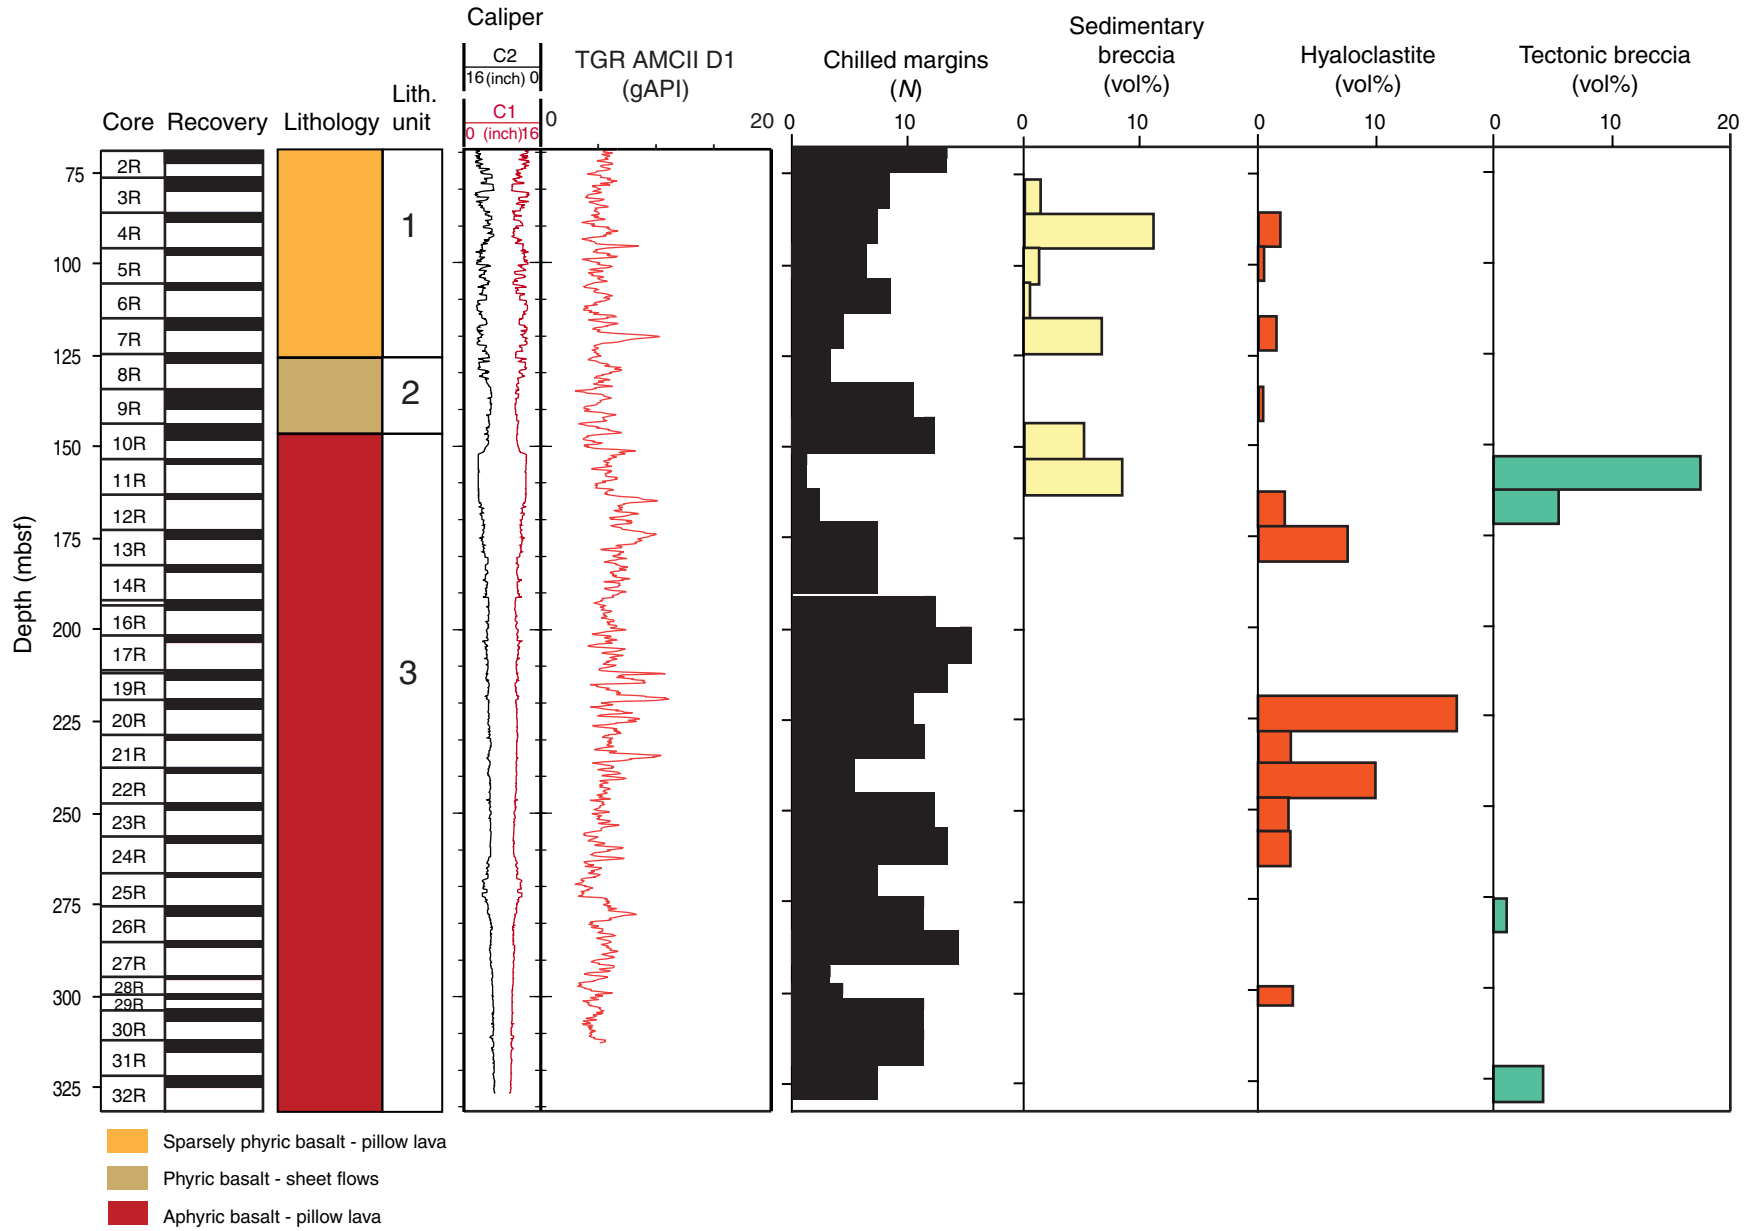 Caliper
C2
16 (inch) 0
C1
0 (inch) 16
TGR AMCII D1
(gAPI)
0 20
Chilled margins
(N)
0 10
Sedimentary
breccia
(vol%)
0 10
Hyaloclastite
(vol%)
0 10
Tectonic breccia
(vol%)
0 10 20
Core Recovery Lithology Lith.
unit
Depth (mbsf)
75
100
125
150
175
200
225
250
275
300
325
2R
3R
4R
5R
6R
7R
8R
9R
10R
11R
12R
13R
14R
16R
17R
19R
20R
21R
22R
23R
24R
25R
26R
27R
28R
29R
30R
31R
32R
1
2
3
Sparsely phyric basalt - pillow lava
Phyric basalt - sheet flows
Aphyric basalt - pillow lava